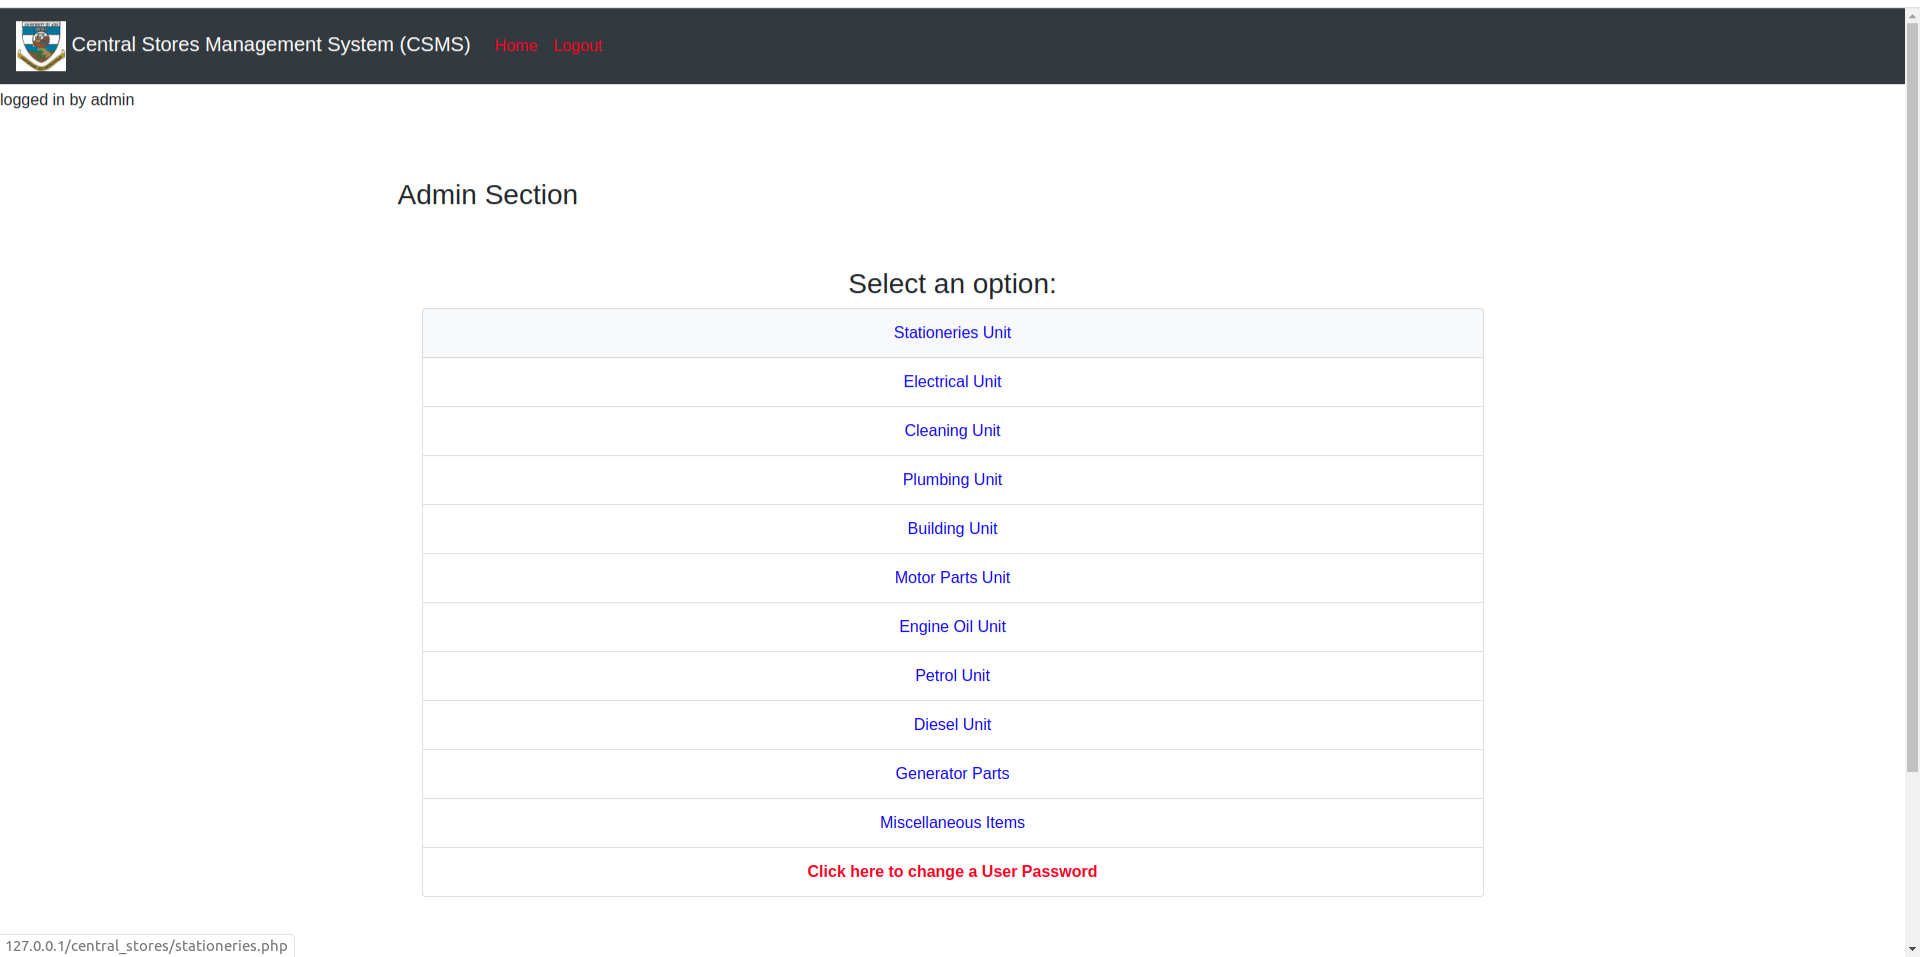 Central Stores Management System (CSMS) Home Logout
logged in by admin
Admin Section
Select an option:
Stationeries Unit
Electrical Unit
Cleaning Unit
Plumbing Unit
Building Unit
Motor Parts Unit
Engine Oil Unit
Petrol Unit
Diesel Unit
Generator Parts
Miscellaneous Items
Click here to change a User Password
127.0.0.1/central_stores/stationeries.php